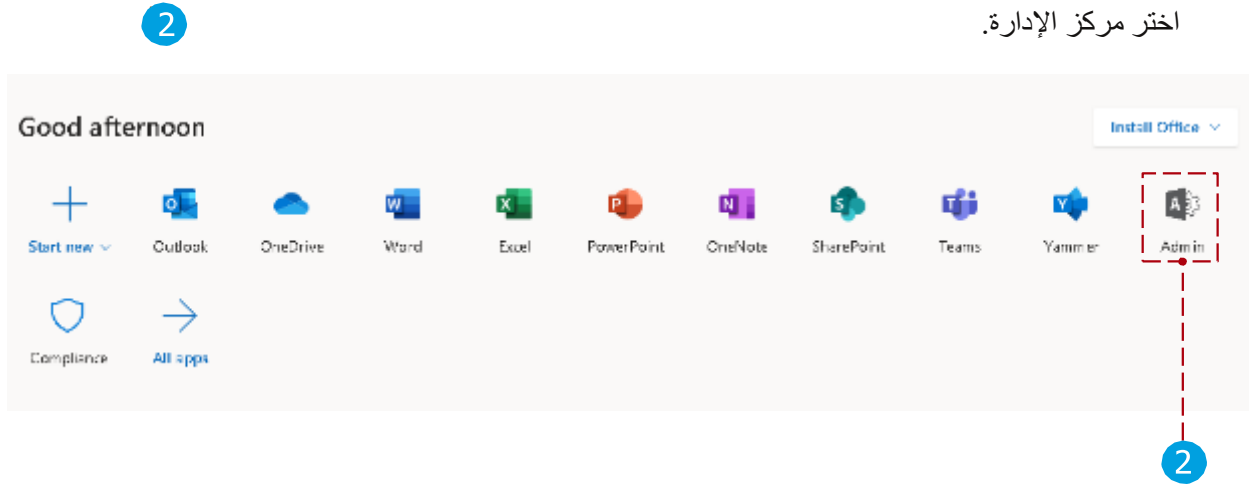 2
اختر مركز الإدارة.
Good afternoon
Install Office
Start new
Outlook
OneDrive
Word
Excel
PowerPoint
OneNote
SharePoint
Teams
Yammer
Admin
Compliance
All apps
2